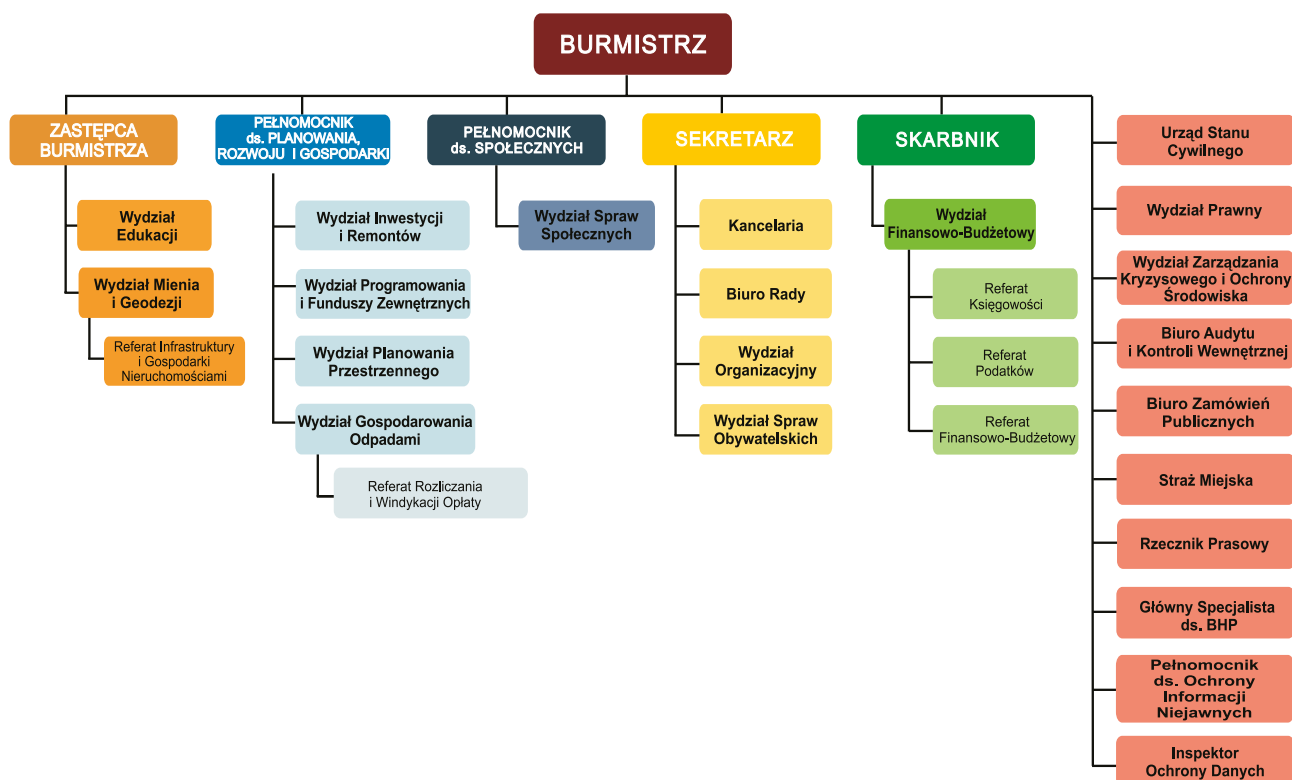 BURMISTRZ
ZASTĘPCA
BURMISTRZA
Wydział
Edukacji
Wydział Mienia
i Geodezji
Referat Infrastruktury
i Gospodarki
Nieruchomościami
PEŁNOMOCNIK
ds. PLANOWANIA,
ROZWOJU I GOSPODARKI
Wydział Inwestycji
i Remontów
Wydział Programowania
i Funduszy Zewnętrznych
Wydział Planowania
Przestrzennego
Wydział Gospodarowania
Odpadami
Referat Rozliczania
i Windykacji Opłaty
PEŁNOMOCNIK
ds. SPOŁECZNYCH
Wydział Spraw
Społecznych
SEKRETARZ
Kancelaria
Biuro Rady
Wydział
Organizacyjny
Wydział Spraw
Obywatelskich
SKARBNIK
Wydział
Finansowo-Budżetowy
Referat
Księgowości
Referat
Podatków
Referat
Finansowo-Budżetowy
Urząd Stanu
Cywilnego
Wydział Prawny
Wydział Zarządzania
Kryzysowego i Ochrony
Środowiska
Biuro Audytu
i Kontroli Wewnętrznej
Biuro Zamówień
Publicznych
Straż Miejska
Rzecznik Prasowy
Główny Specjalista
ds. BHP
Pełnomocnik
ds. Ochrony
Informacji
Niejawnych
Inspektor
Ochrony Danych